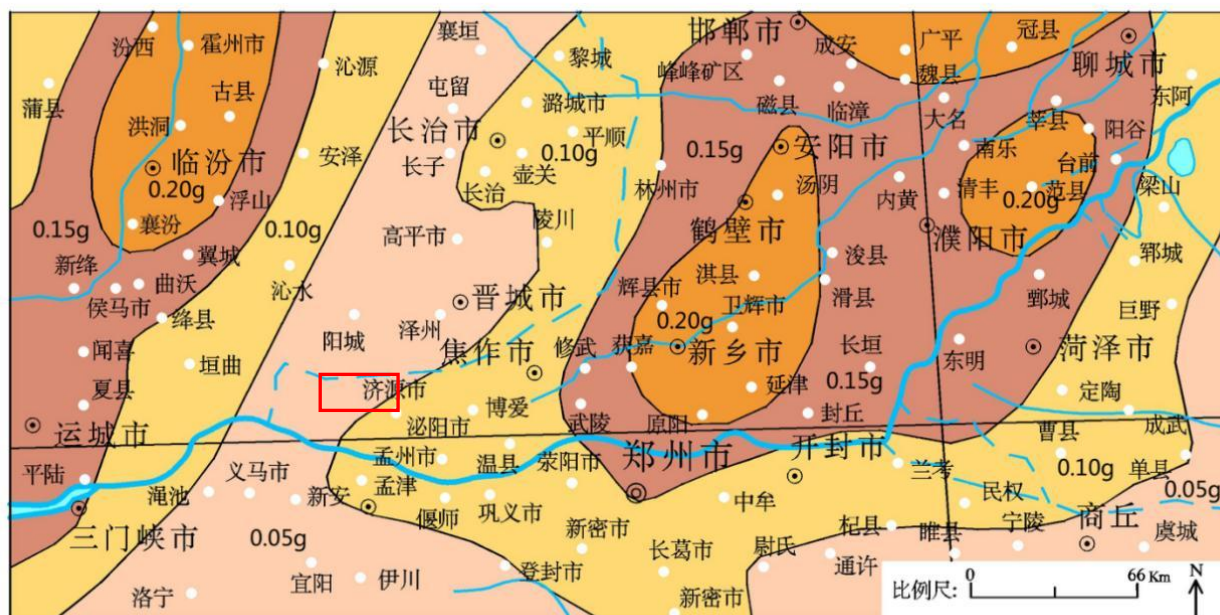 汾西
霍州市
古县
蒲县
洪洞
临汾市
0.20g
浮山
襄汾
0.15g
翼城
新绛
曲沃
侯马市
绛县
闻喜
垣曲
夏县
运城市
平陆
三门峡市
沁源
安泽
0.10g
沁水
襄垣
屯留
长治市
长子
黎城
潞城市
平顺
0.10g
壶关
长治
陵川
高平市
晋城市
泽州
阳城
焦作市
济源市
博爱
泌阳市
孟州市
温县
荥阳市
义马市
渑池
新安
孟津
偃师
巩义市
0.05g
宜阳
伊川
洛宁
登封市
新密市
长葛市
新密市
尉氏
中牟
通许
杞县
睢县
宁陵
民权
兰考
商丘
虞城
0.05g
单县
0.10g
曹县
成武
定陶
菏泽市
巨野
郓城
鄄城
东明
梁山
东阿
聊城市
冠县
广平
成安
邯郸市
峰峰矿区
磁县
临漳
魏县
大名
莘县
阳谷
台前
南乐
清丰
范县
0.20g
濮阳市
内黄
安阳市
0.15g
林州市
汤阴
鹤壁市
浚县
淇县
滑县
辉县市
卫辉市
0.20g
新乡市
修武
获嘉
长垣
延津
0.15g
武陵
原阳
封丘
郑州市
开封市
比例尺:
0
66 Km
N